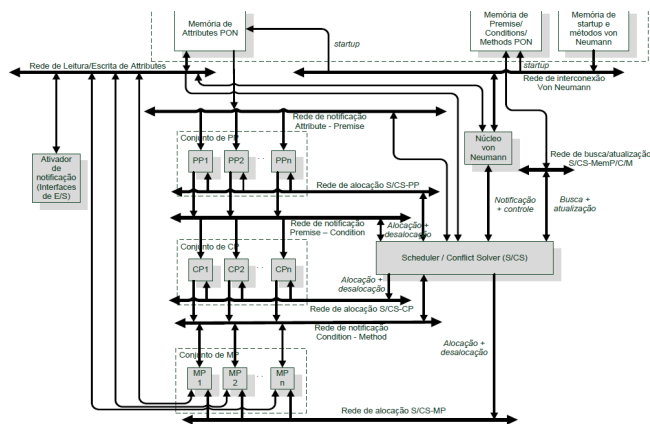 Memória de
Attributes PON
startup
Memória de
Premise/
Conditions/
Methods PON
startup
Memória de
startup e
métodos von
Neumann
Rede de Leitura/Escrita de Attributes
Rede de interconexão
Von Neumann
Rede de notificação
Attribute - Premise
Conjunto de PP
PP1
PP2
. .
PPn
Ativador
de
notificação
(Interfaces
de E/S)
Núcleo
von
Neumann
Rede de busca/atualização
S/CS-MemP/C/M
Rede de alocação S/CS-PP
Notificação
+ controle
Busca +
atualização
Rede de notificação
Premise – Condition
Alocação +
desalocação
Conjunto de CP
CP1
CP2
. .
CPn
Scheduler / Conflict Solver (S/CS)
Alocação +
desalocação
Rede de alocação S/CS-CP
Rede de notificação
Condition - Method
Alocação +
desalocação
Conjunto de MP
MP
1
MP
2
. .
MP
n
Rede de alocação S/CS-MP